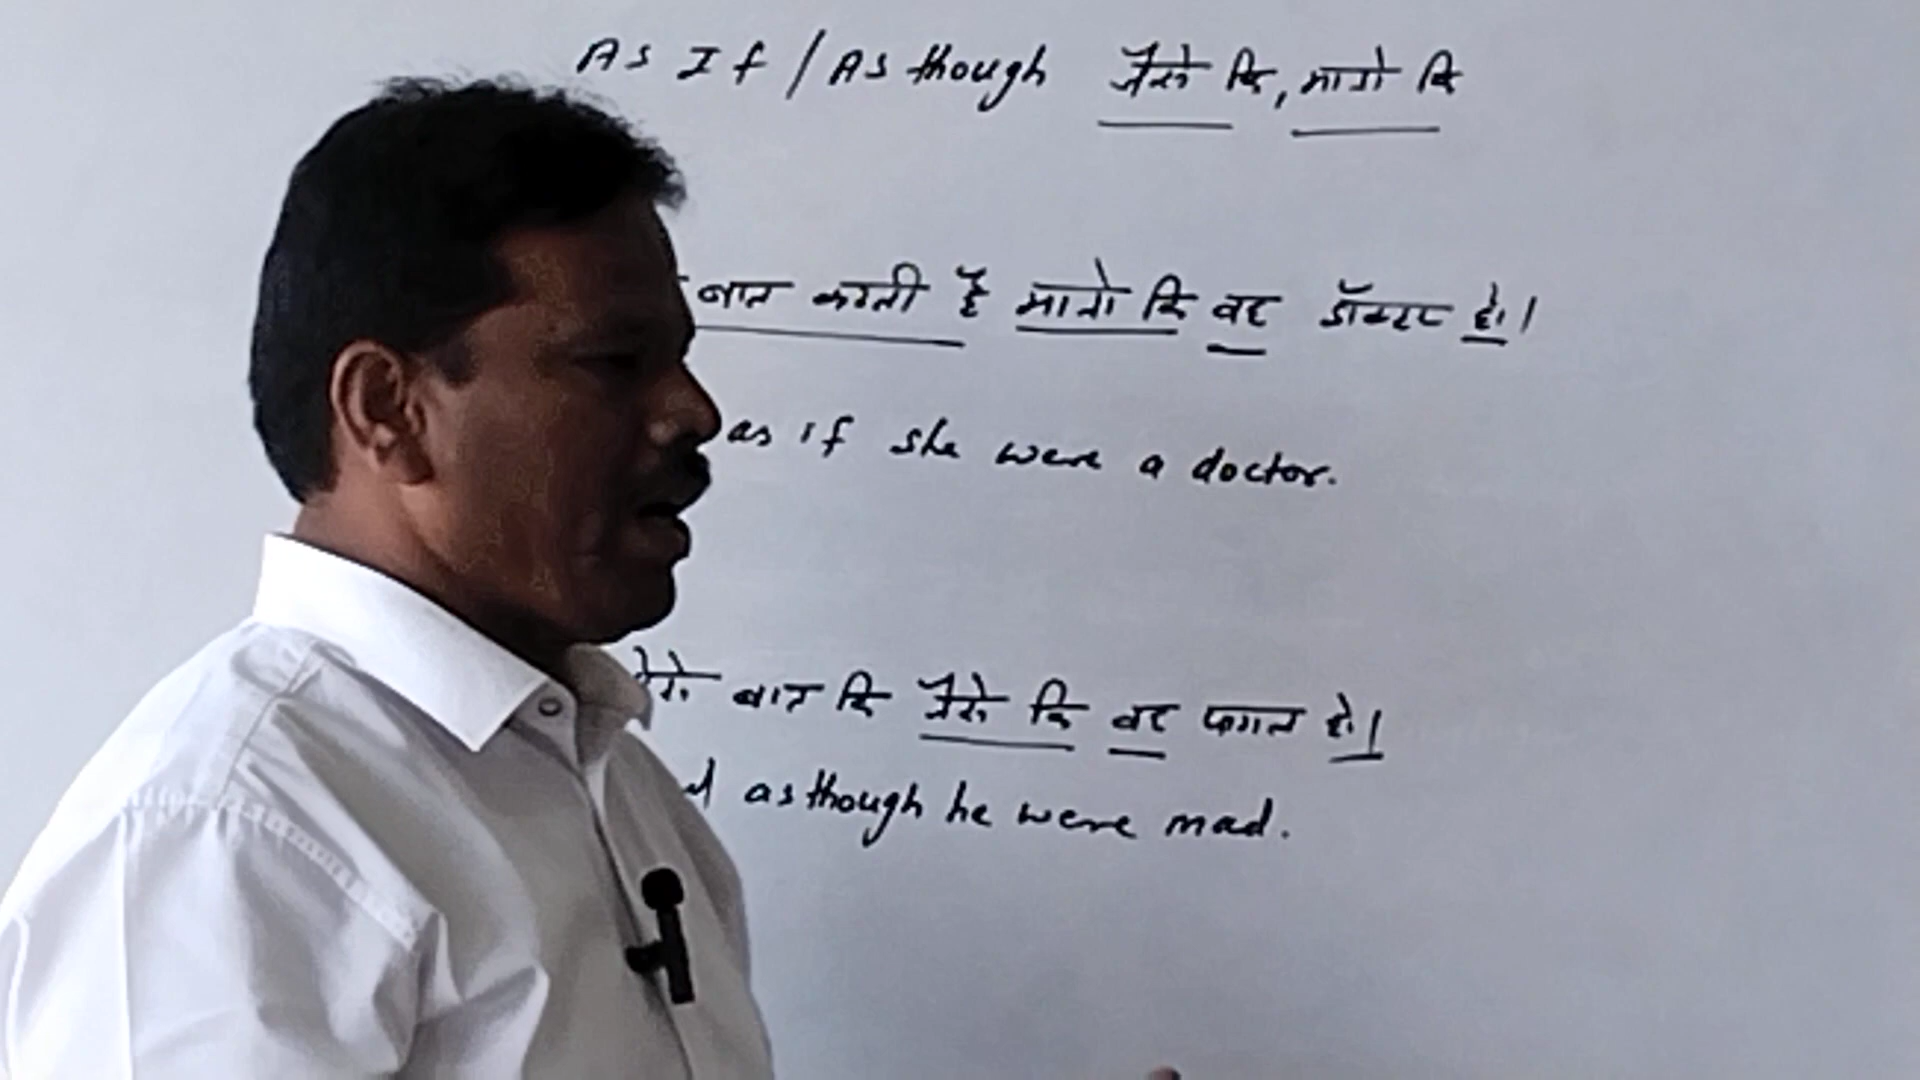 As If / As though जैसे कि, मानो कि
बात करती है मानो कि वह डॉक्टर हो।
as if she were a doctor.
बात कि जैसे कि वह पागल हो।
as though he were mad.